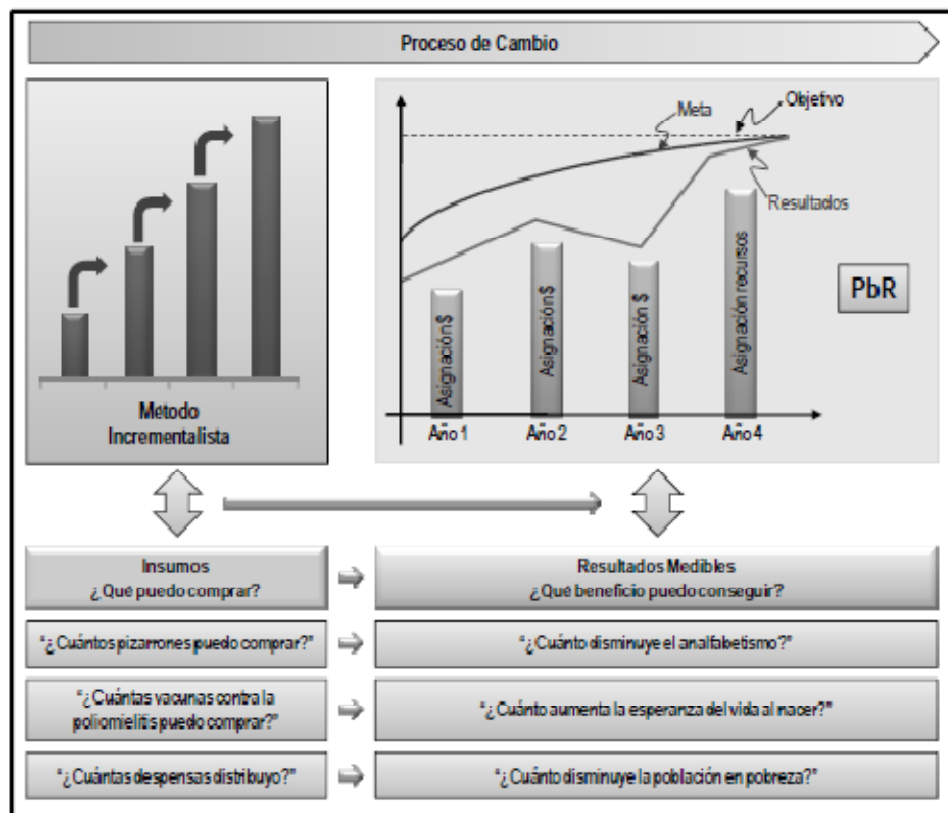 Proceso de Cambio
Meta
Objetivo
Resultados
Asignación $
Asignación $
Asignación $
Asignación recursos
PbR
Año 1
Año 2
Año 3
Año 4
Método
Incrementalista
Insumos
¿Qué puedo comprar?
Resultados Medibles
¿Qué beneficio puedo conseguir?
"¿Cuántos pizarrones puedo comprar?"
"¿Cuánto disminuye el analfabetismo?"
"¿Cuántas vacunas contra la
poliomielitis puedo comprar?"
"¿Cuánto aumenta la esperanza del vida al nacer?"
"¿Cuántas despensas distribuyo?"
"¿Cuánto disminuye la población en pobreza?"